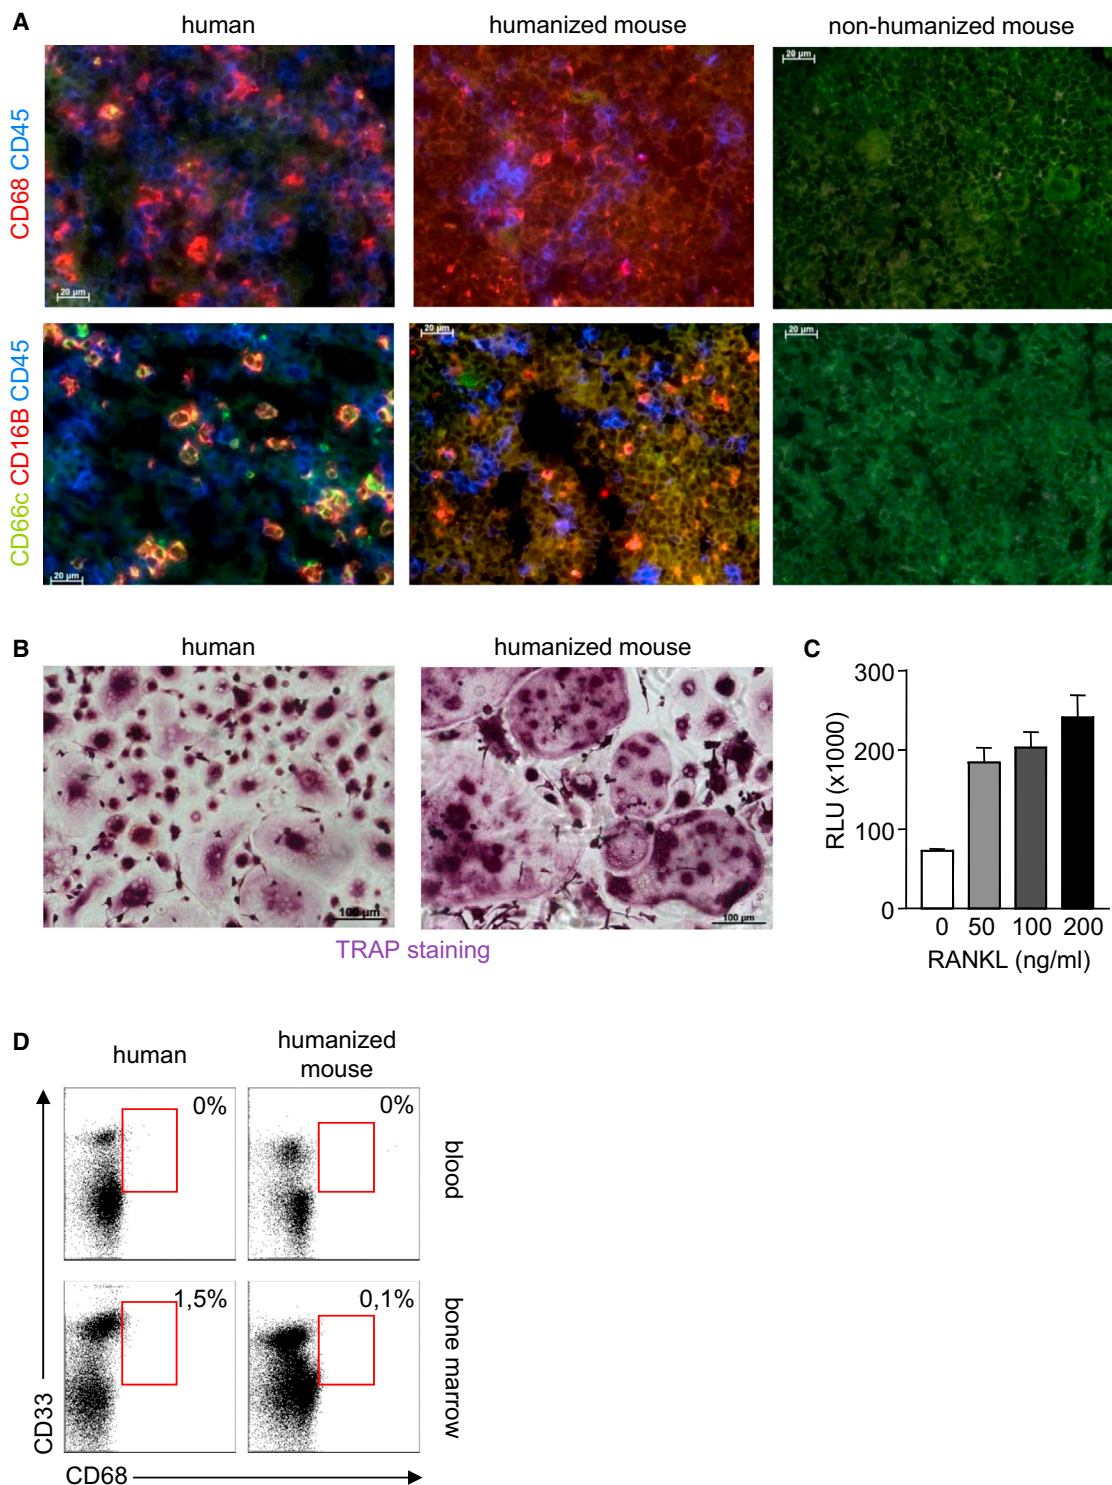 A
human
humanized mouse
non-humanized mouse
CD68 CD45
20 µm
20 µm
20 µm
CD66c CD16B CD45
20 µm
20 µm
20 µm
B
human
humanized mouse
100 µm
100 µm
TRAP staining
C
RLU (x1000)
300
200
100
0
0 50 100 200
RANKL (ng/ml)
D
human
humanized
mouse
0%
0%
blood
1,5%
0,1%
bone marrow
CD33
CD68